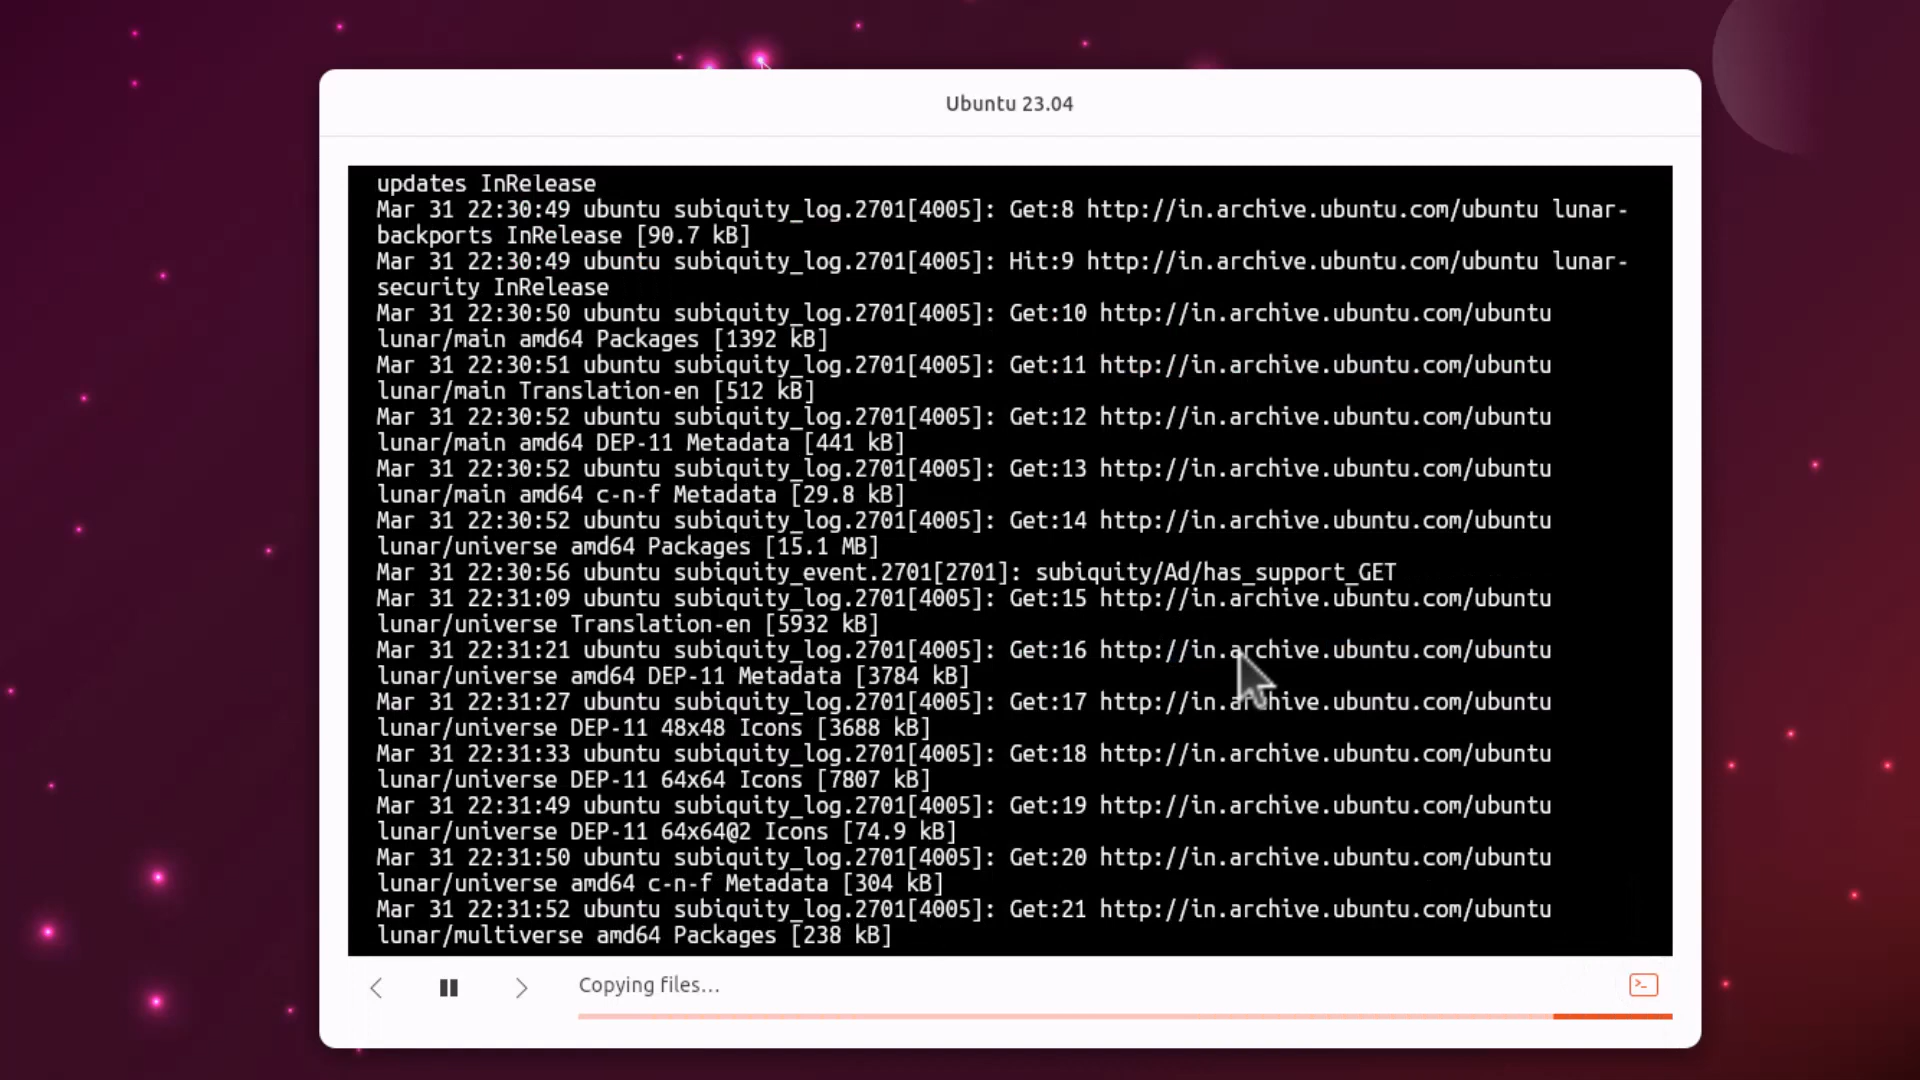 Ubuntu 23.04
updates InRelease
Mar 31 22:30:49 ubuntu subiquity_log.2701[4005]: Get:8 http://in.archive.ubuntu.com/ubuntu lunar-
backports InRelease [90.7 kB]
Mar 31 22:30:49 ubuntu subiquity_log.2701[4005]: Hit:9 http://in.archive.ubuntu.com/ubuntu lunar-
security InRelease
Mar 31 22:30:50 ubuntu subiquity_log.2701[4005]: Get:10 http://in.archive.ubuntu.com/ubuntu
lunar/main amd64 Packages [1392 kB]
Mar 31 22:30:51 ubuntu subiquity_log.2701[4005]: Get:11 http://in.archive.ubuntu.com/ubuntu
lunar/main Translation-en [512 kB]
Mar 31 22:30:52 ubuntu subiquity_log.2701[4005]: Get:12 http://in.archive.ubuntu.com/ubuntu
lunar/main amd64 DEP-11 Metadata [441 kB]
Mar 31 22:30:52 ubuntu subiquity_log.2701[4005]: Get:13 http://in.archive.ubuntu.com/ubuntu
lunar/main amd64 c-n-f Metadata [29.8 kB]
Mar 31 22:30:52 ubuntu subiquity_log.2701[4005]: Get:14 http://in.archive.ubuntu.com/ubuntu
lunar/universe amd64 Packages [15.1 MB]
Mar 31 22:30:56 ubuntu subiquity_event.2701[2701]: subiquity/Ad/has_support_GET
Mar 31 22:31:09 ubuntu subiquity_log.2701[4005]: Get:15 http://in.archive.ubuntu.com/ubuntu
lunar/universe Translation-en [5932 kB]
Mar 31 22:31:21 ubuntu subiquity_log.2701[4005]: Get:16 http://in.archive.ubuntu.com/ubuntu
lunar/universe amd64 DEP-11 Metadata [3784 kB]
Mar 31 22:31:27 ubuntu subiquity_log.2701[4005]: Get:17 http://in.archive.ubuntu.com/ubuntu
lunar/universe DEP-11 48x48 Icons [3688 kB]
Mar 31 22:31:33 ubuntu subiquity_log.2701[4005]: Get:18 http://in.archive.ubuntu.com/ubuntu
lunar/universe DEP-11 64x64 Icons [7807 kB]
Mar 31 22:31:49 ubuntu subiquity_log.2701[4005]: Get:19 http://in.archive.ubuntu.com/ubuntu
lunar/universe DEP-11 64x64@2 Icons [74.9 kB]
Mar 31 22:31:50 ubuntu subiquity_log.2701[4005]: Get:20 http://in.archive.ubuntu.com/ubuntu
lunar/universe amd64 c-n-f Metadata [304 kB]
Mar 31 22:31:52 ubuntu subiquity_log.2701[4005]: Get:21 http://in.archive.ubuntu.com/ubuntu
lunar/multiverse amd64 Packages [238 kB]
Copying files...